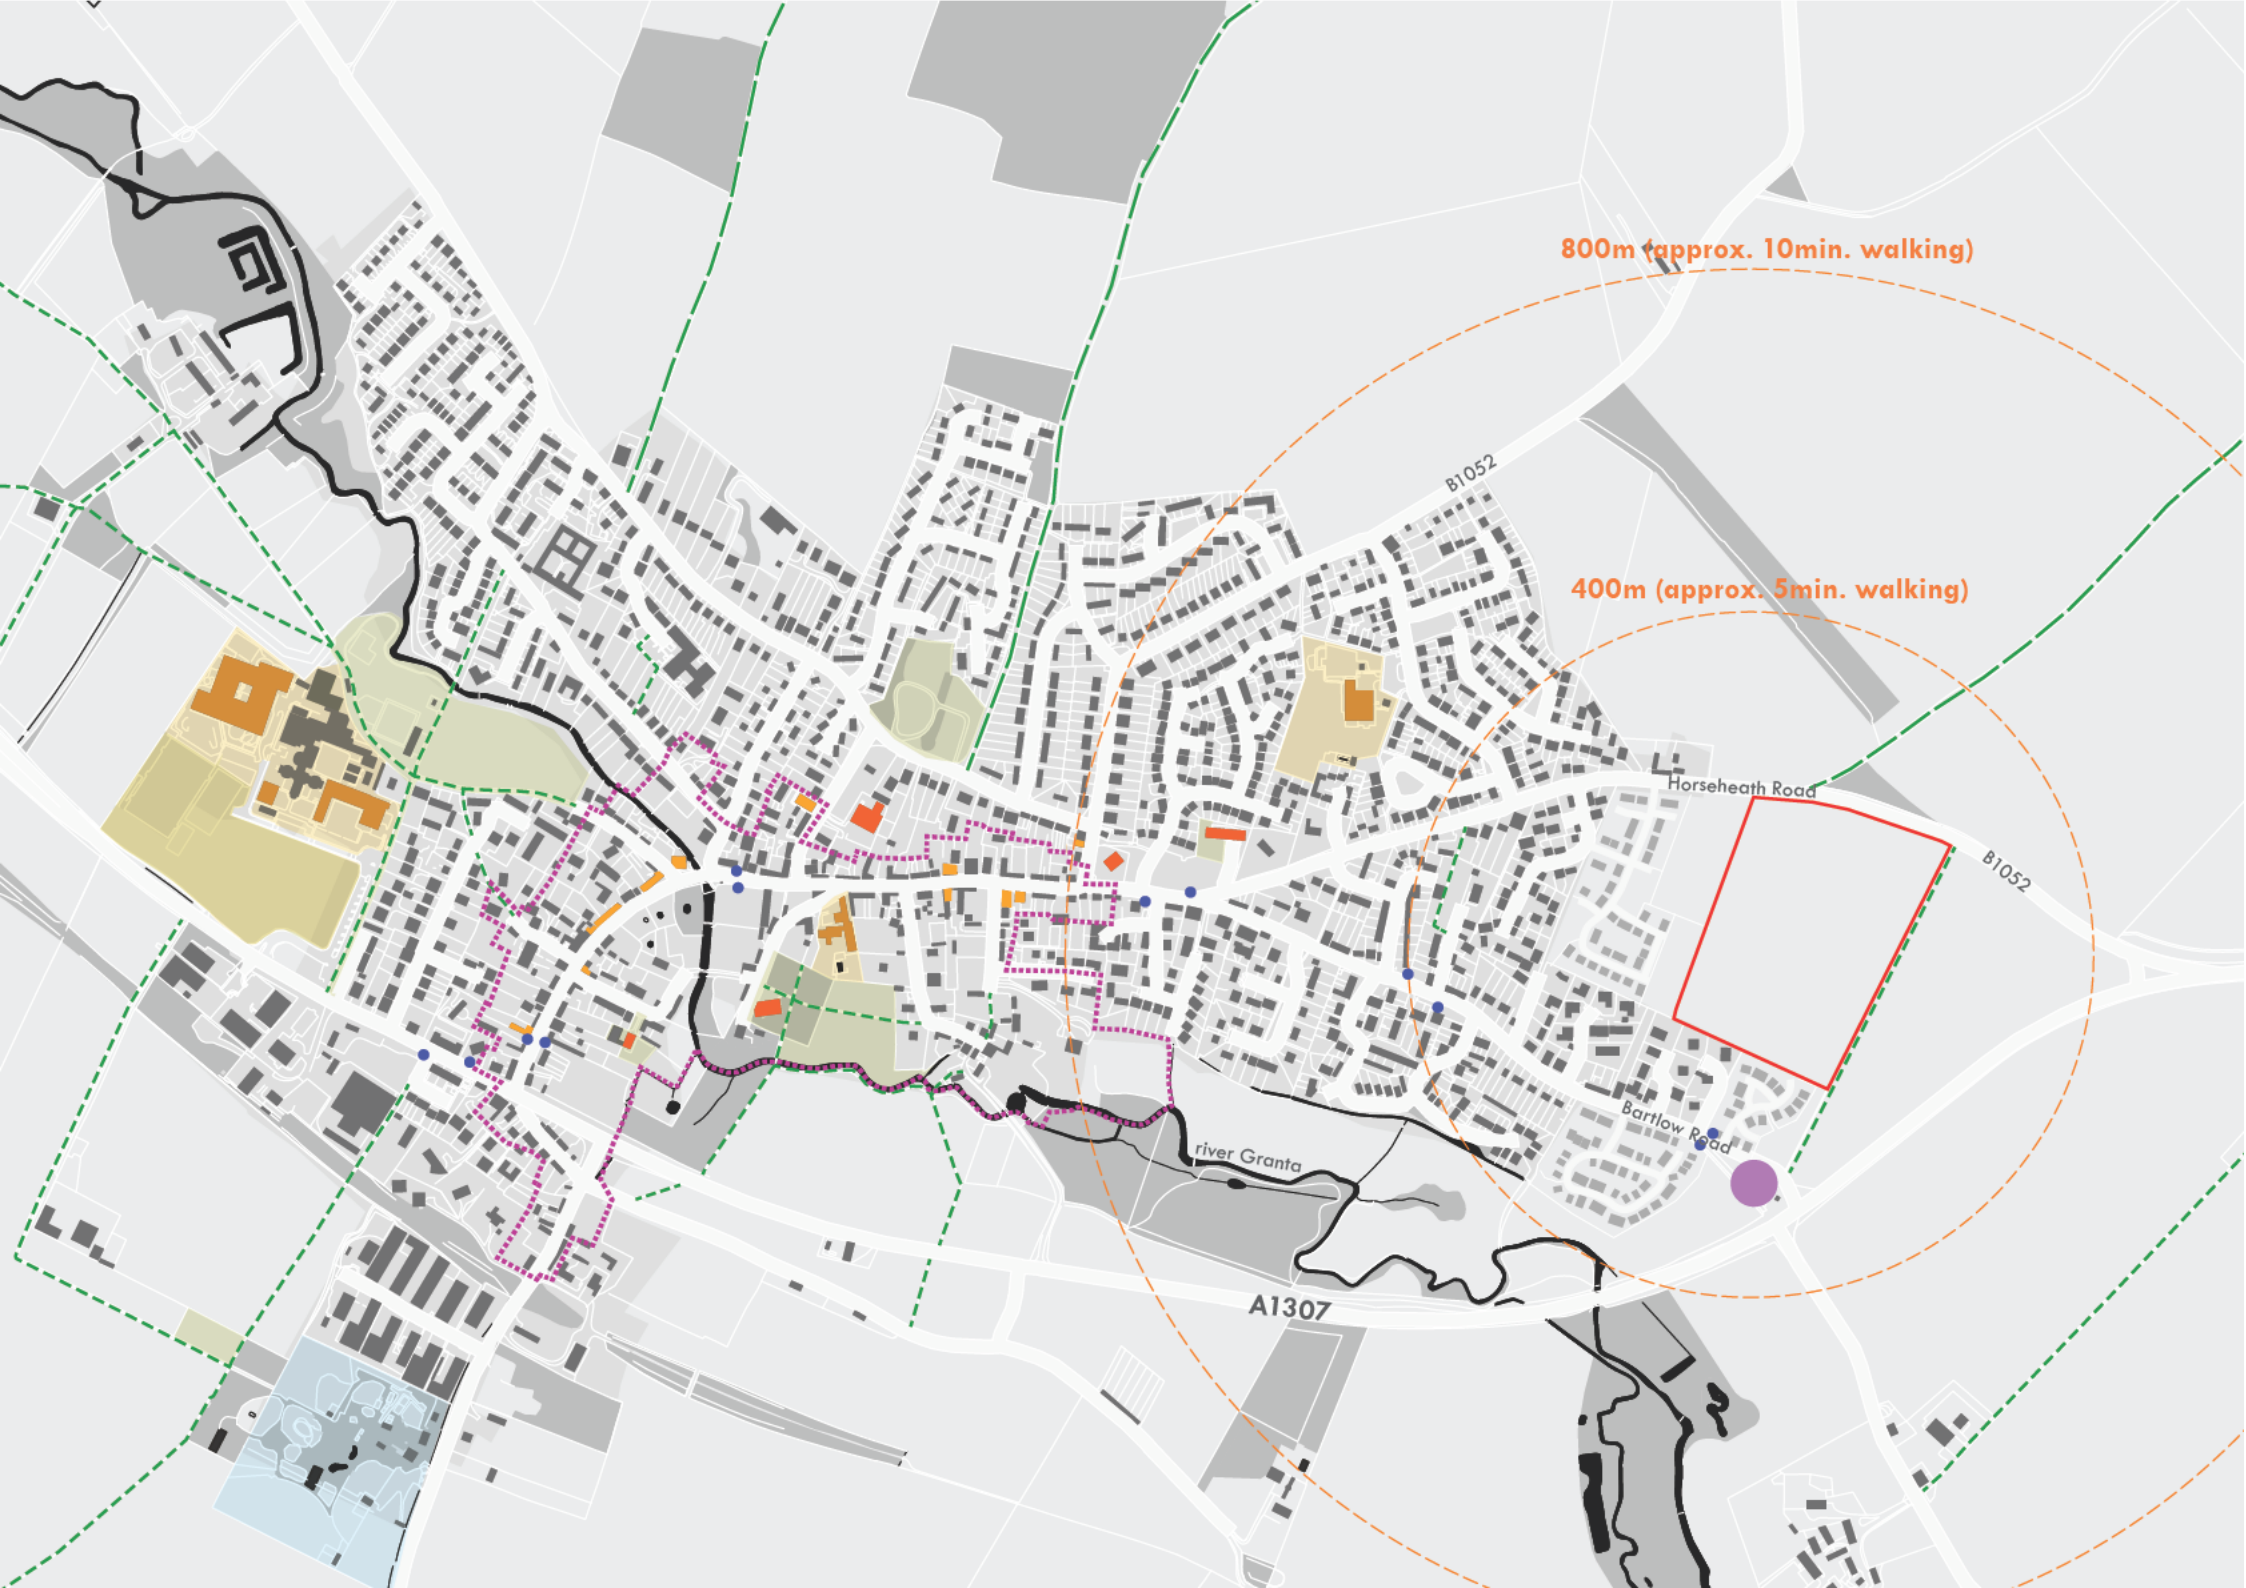 800m (approx. 10min. walking)
B1052
400m (approx. 5min. walking)
Horseheath Road
B1052
Bartlow Road
river Granta
A1307